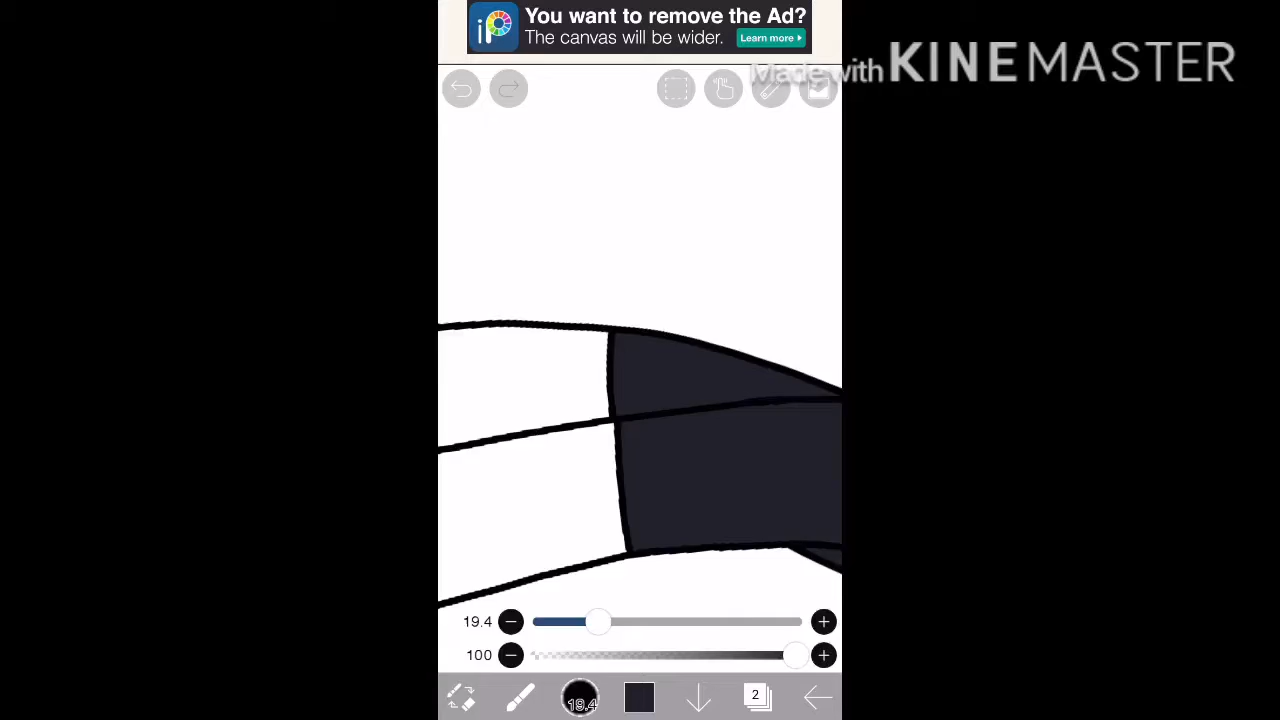 iP
You want to remove the Ad?
The canvas will be wider.
Learn more
Made with KINEMASTER
19.4
100
19.4
2